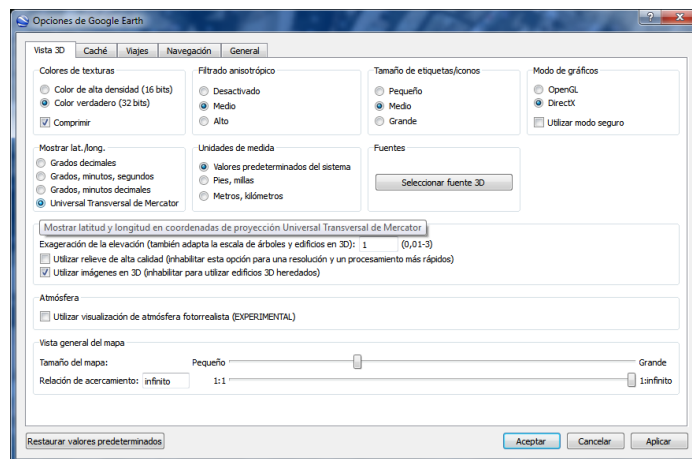 Opciones de Google Earth
Vista 3D Caché Viajes Navegación General
Colores de texturas Filtrado anisotrópico Tamaño de etiquetas/iconos Modo de gráficos
Color de alta densidad (16 bits) Desactivado Pequeño OpenGL
Color verdadero (32 bits) Medio Medio DirectX
Comprimir Alto Grande Utilizar modo seguro
Mostrar lat./long. Unidades de medida Fuentes
Grados decimales Valores predeterminados del sistema
Grados, minutos, segundos Pies, millas Seleccionar fuente 3D
Grados, minutos decimales Metros, kilómetros
Universal Transversal de Mercator
Mostrar latitud y longitud en coordenadas de proyección Universal Transversal de Mercator
Exageración de la elevación (también adapta la escala de árboles y edificios en 3D): 1 (0,01-3)
Utilizar relieve de alta calidad (inhabilitar esta opción para una resolución y un procesamiento más rápidos)
Utilizar imágenes en 3D (inhabilitar para utilizar edificios 3D heredados)
Atmósfera
Utilizar visualización de atmósfera fotorrealista (EXPERIMENTAL)
Vista general del mapa
Tamaño del mapa: Pequeño Grande
Relación de acercamiento: infinito 1:1 1:infinito
Restaurar valores predeterminados Aceptar Cancelar Aplicar